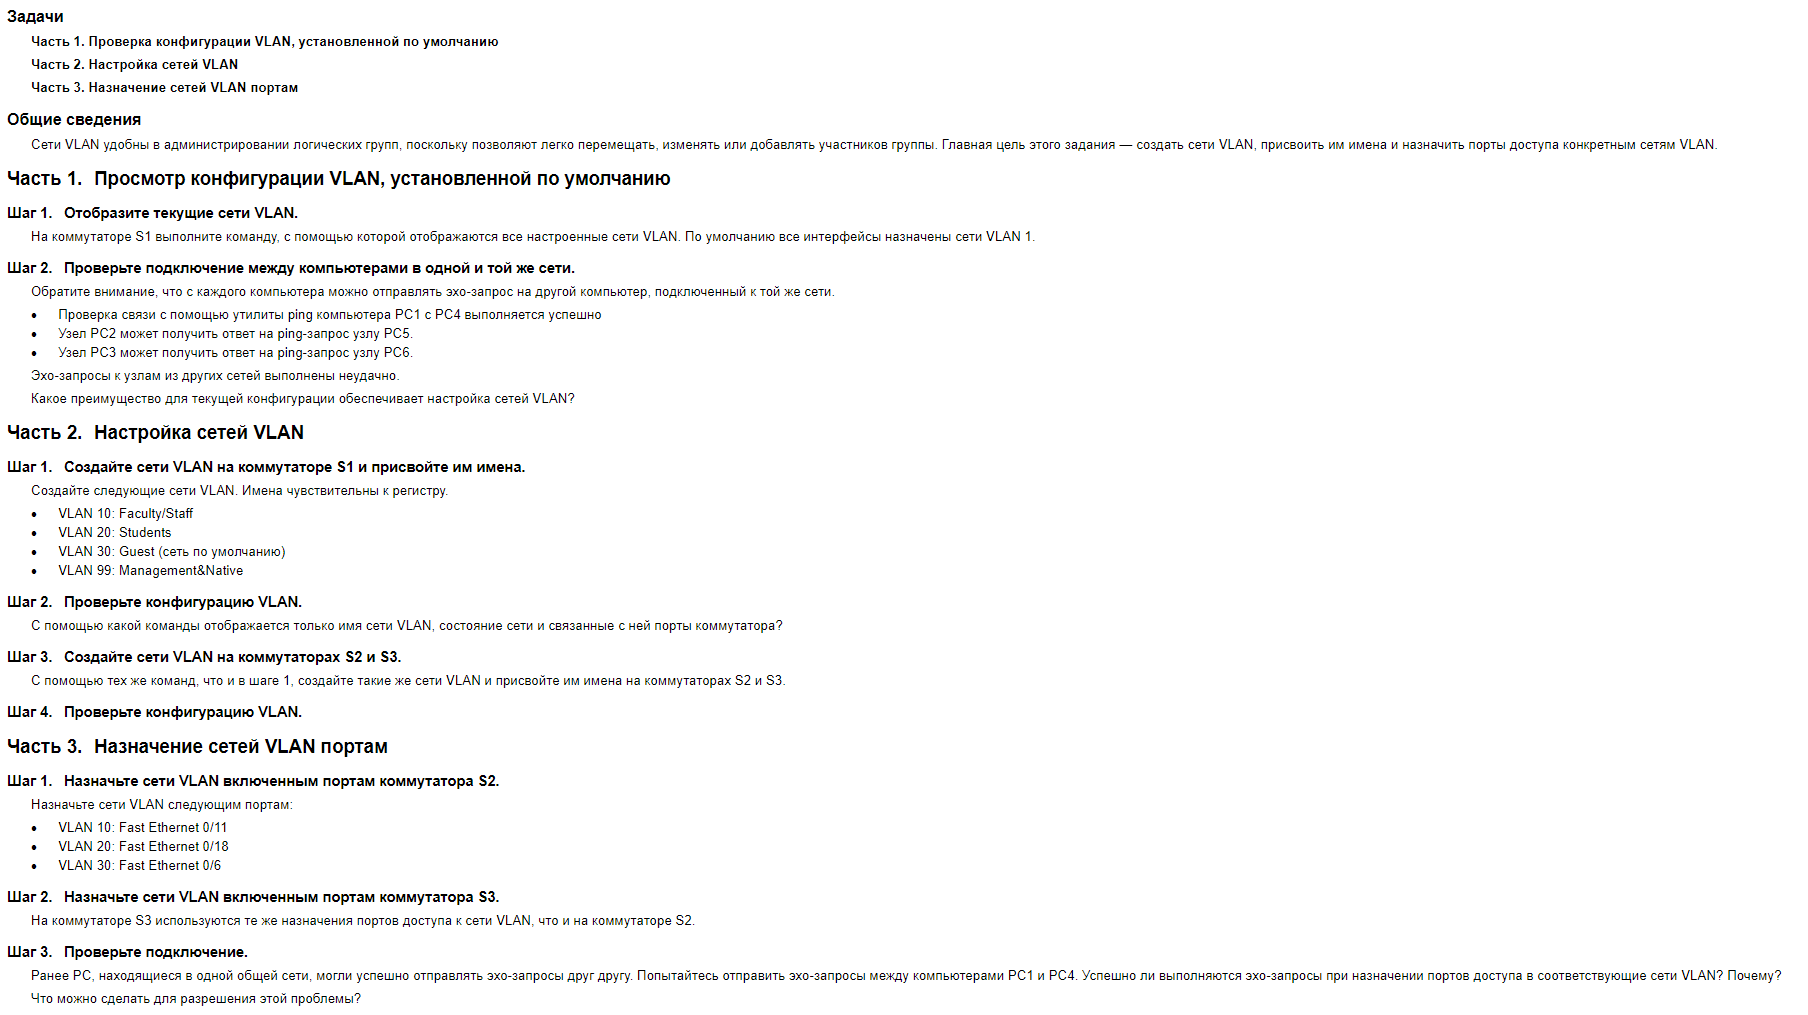 Задачи
Часть 1. Проверка конфигурации VLAN, установленной по умолчанию
Часть 2. Настройка сетей VLAN
Часть 3. Назначение сетей VLAN портам
Общие сведения
Сети VLAN удобны в администрировании логических групп, поскольку позволяют легко перемещать, изменять или добавлять участников группы. Главная цель этого задания — создать сети VLAN, присвоить им имена и назначить порты доступа конкретным сетям VLAN.
Часть 1. Просмотр конфигурации VLAN, установленной по умолчанию
Шаг 1. Отобразите текущие сети VLAN.
На коммутаторе S1 выполните команду, с помощью которой отображаются все настроенные сети VLAN. По умолчанию все интерфейсы назначены сети VLAN 1.
Шаг 2. Проверьте подключение между компьютерами в одной и той же сети.
Обратите внимание, что с каждого компьютера можно отправлять эхо-запрос на другой компьютер, подключенный к той же сети.
• Проверка связи с помощью утилиты ping компьютера PC1 с PC4 выполняется успешно
• Узел PC2 может получить ответ на ping-запрос узлу PC5.
• Узел PC3 может получить ответ на ping-запрос узлу PC6.
Эхо-запросы к узлам из других сетей выполнены неудачно.
Какое преимущество для текущей конфигурации обеспечивает настройка сетей VLAN?
Часть 2. Настройка сетей VLAN
Шаг 1. Создайте сети VLAN на коммутаторе S1 и присвойте им имена.
Создайте следующие сети VLAN. Имена чувствительны к регистру.
• VLAN 10: Faculty/Staff
• VLAN 20: Students
• VLAN 30: Guest (сеть по умолчанию)
• VLAN 99: Management&Native
Шаг 2. Проверьте конфигурацию VLAN.
С помощью какой команды отображается только имя сети VLAN, состояние сети и связанные с ней порты коммутатора?
Шаг 3. Создайте сети VLAN на коммутаторах S2 и S3.
С помощью тех же команд, что и в шаге 1, создайте такие же сети VLAN и присвойте им имена на коммутаторах S2 и S3.
Шаг 4. Проверьте конфигурацию VLAN.
Часть 3. Назначение сетей VLAN портам
Шаг 1. Назначьте сети VLAN включенным портам коммутатора S2.
Назначьте сети VLAN следующим портам:
• VLAN 10: Fast Ethernet 0/11
• VLAN 20: Fast Ethernet 0/18
• VLAN 30: Fast Ethernet 0/6
Шаг 2. Назначьте сети VLAN включенным портам коммутатора S3.
На коммутаторе S3 используются те же назначения портов доступа к сети VLAN, что и на коммутаторе S2.
Шаг 3. Проверьте подключение.
Ранее PC, находящиеся в одной общей сети, могли успешно отправлять эхо-запросы друг другу. Попытайтесь отправить эхо-запросы между компьютерами PC1 и PC4. Успешно ли выполняются эхо-запросы при назначении портов доступа в соответствующие сети VLAN? Почему?
Что можно сделать для разрешения этой проблемы?